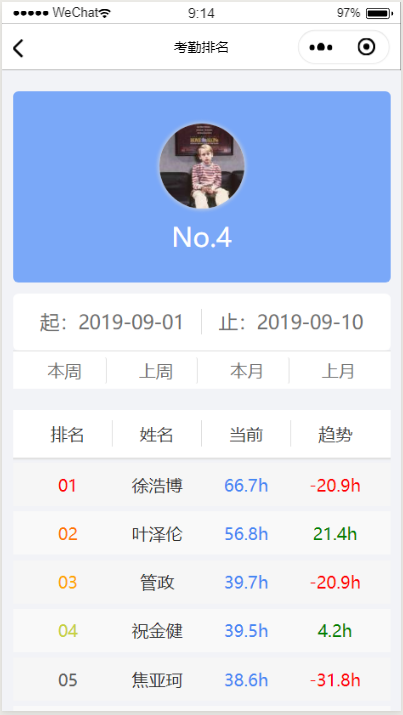 ●●●●● WeChat 9:14 97%
考勤排名
No.4
起：2019-09-01 止：2019-09-10
本周 上周 本月 上月
排名 姓名 当前 趋势
01 徐浩博 66.7h -20.9h
02 叶泽伦 56.8h 21.4h
03 管政 39.7h -20.9h
04 祝金健 39.5h 4.2h
05 焦亚珂 38.6h -31.8h